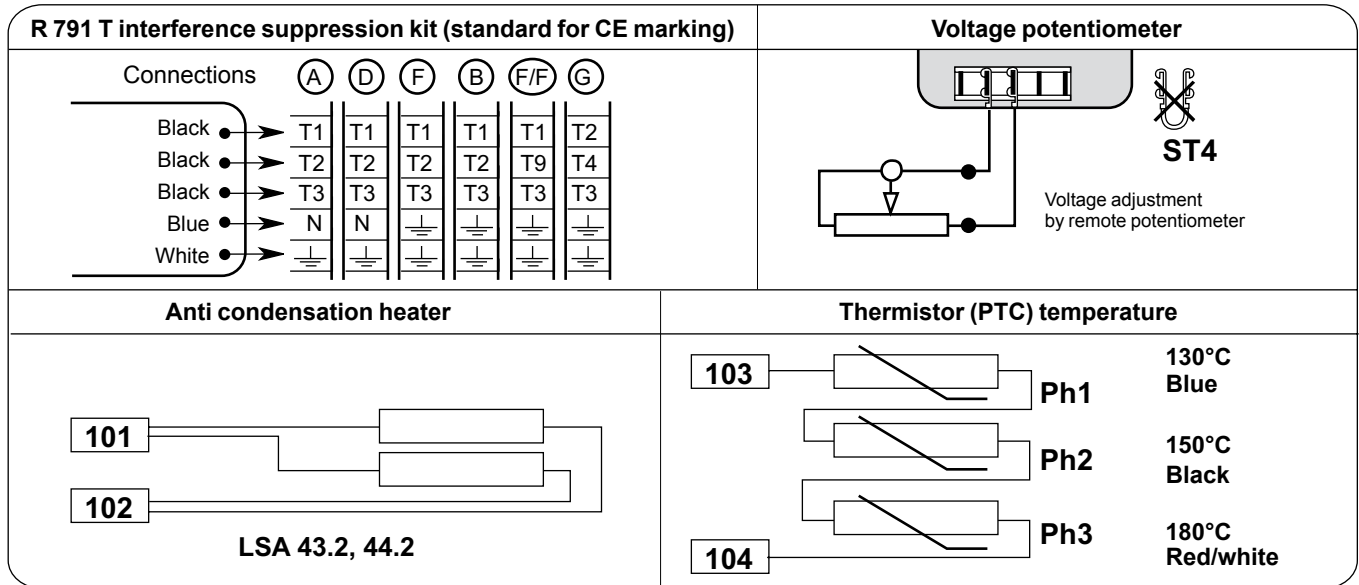 R 791 T interference suppression kit (standard for CE marking)
Connections A D F B F/F G
Black T1 T1 T1 T1 T1 T2
Black T2 T2 T2 T2 T9 T4
Black T3 T3 T3 T3 T3 T3
Blue N N
White
Voltage potentiometer
ST4
Voltage adjustment
by remote potentiometer
Anti condensation heater
101
102
LSA 43.2, 44.2
Thermistor (PTC) temperature
103
Ph1
130°C
Blue
Ph2
150°C
Black
104
Ph3
180°C
Red/white